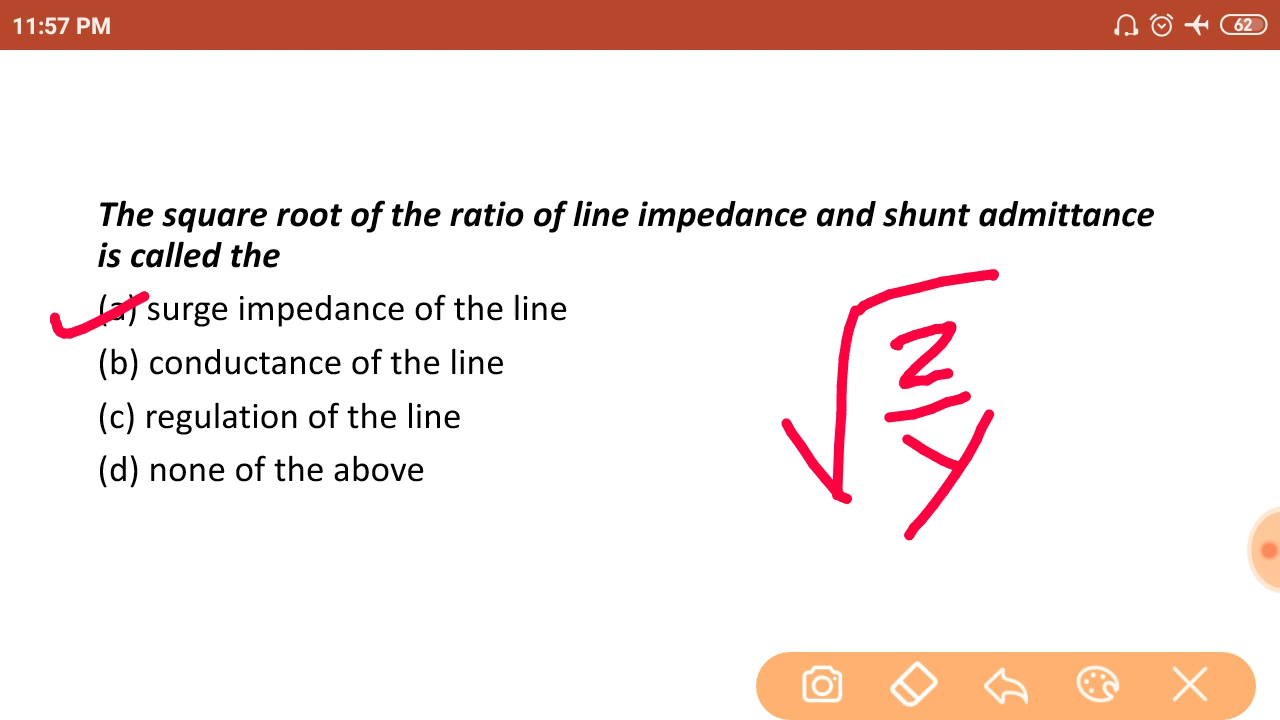 11:57 PM
62
The square root of the ratio of line impedance and shunt admittance
is called the
(a) surge impedance of the line
(b) conductance of the line
(c) regulation of the line
(d) none of the above
√
Z
Y